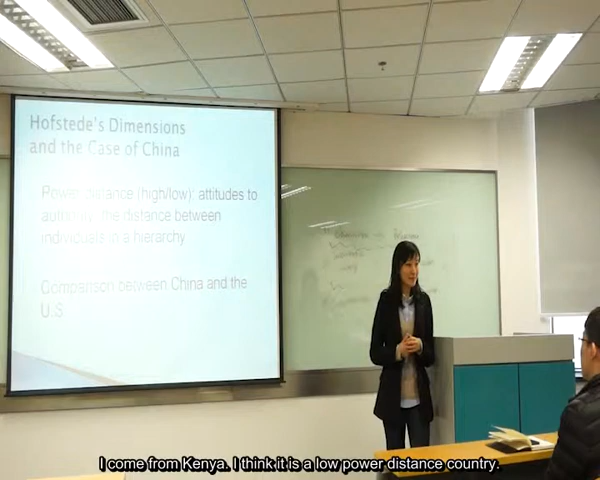 Hofstede's Dimensions
and the Case of China
Power distance (high/low): attitudes to
authority, the distance between
individuals in a hierarchy
Comparison between China and the
U.S
I come from Kenya. I think it is a low power distance country.